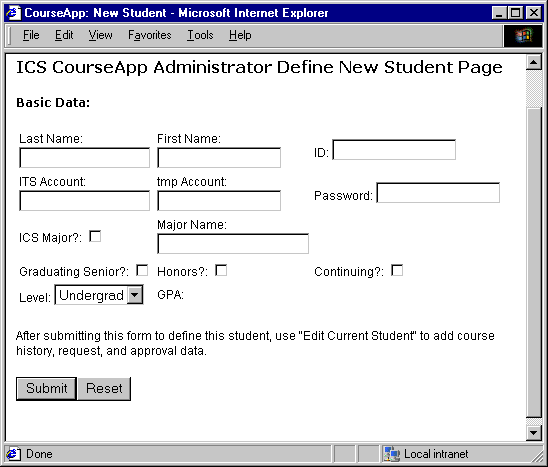 CourseApp: New Student - Microsoft Internet Explorer
File Edit View Favorites Tools Help
ICS CourseApp Administrator Define New Student Page
Basic Data:
Last Name: First Name:
ID:
ITS Account: tmp Account:
Password:
ICS Major?: Major Name:
Graduating Senior?: Honors?: Continuing?:
Level: Undergrad GPA:
After submitting this form to define this student, use "Edit Current Student" to add course
history, request, and approval data.
Submit Reset
Done Local intranet